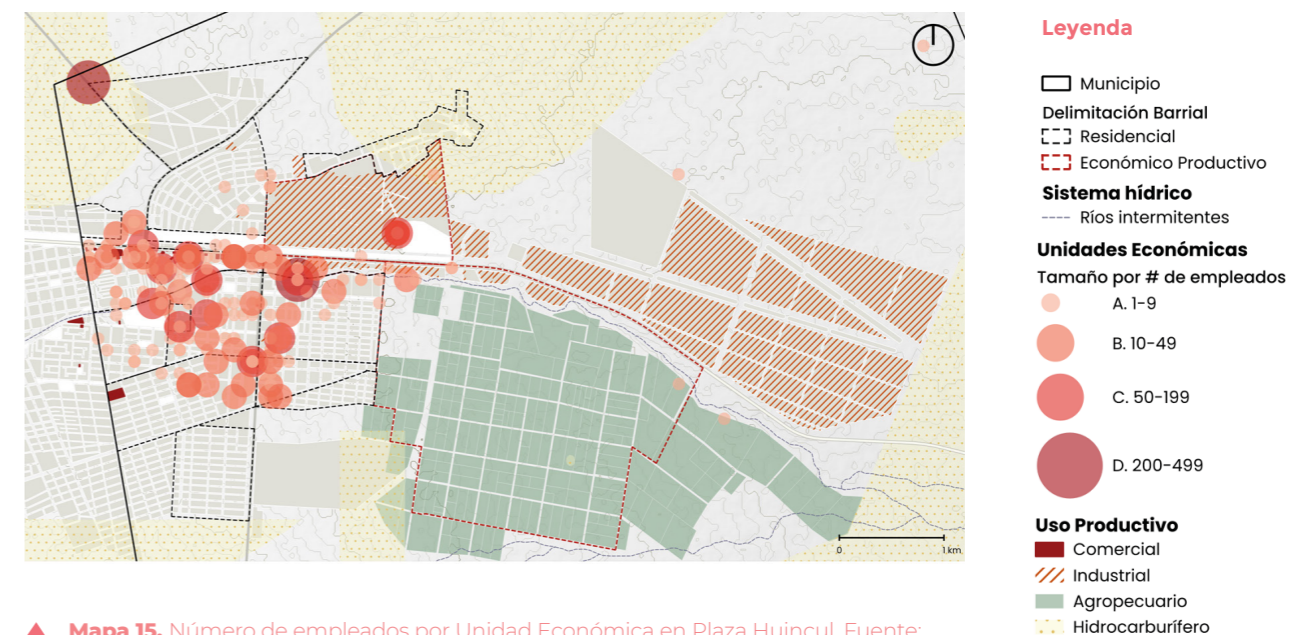 Leyenda
Municipio
Delimitación Barrial
Residencial
Económico Productivo
Sistema hídrico
Ríos intermitentes
Unidades Económicas
Tamaño por # de empleados
A. 1-9
B. 10-49
C. 50-199
D. 200-499
Uso Productivo
Comercial
Industrial
Agropecuario
Hidrocarburífero
0 1 km
Mapa 15. Número de empleados por Unidad Económica en Plaza Huincul. Fuente: